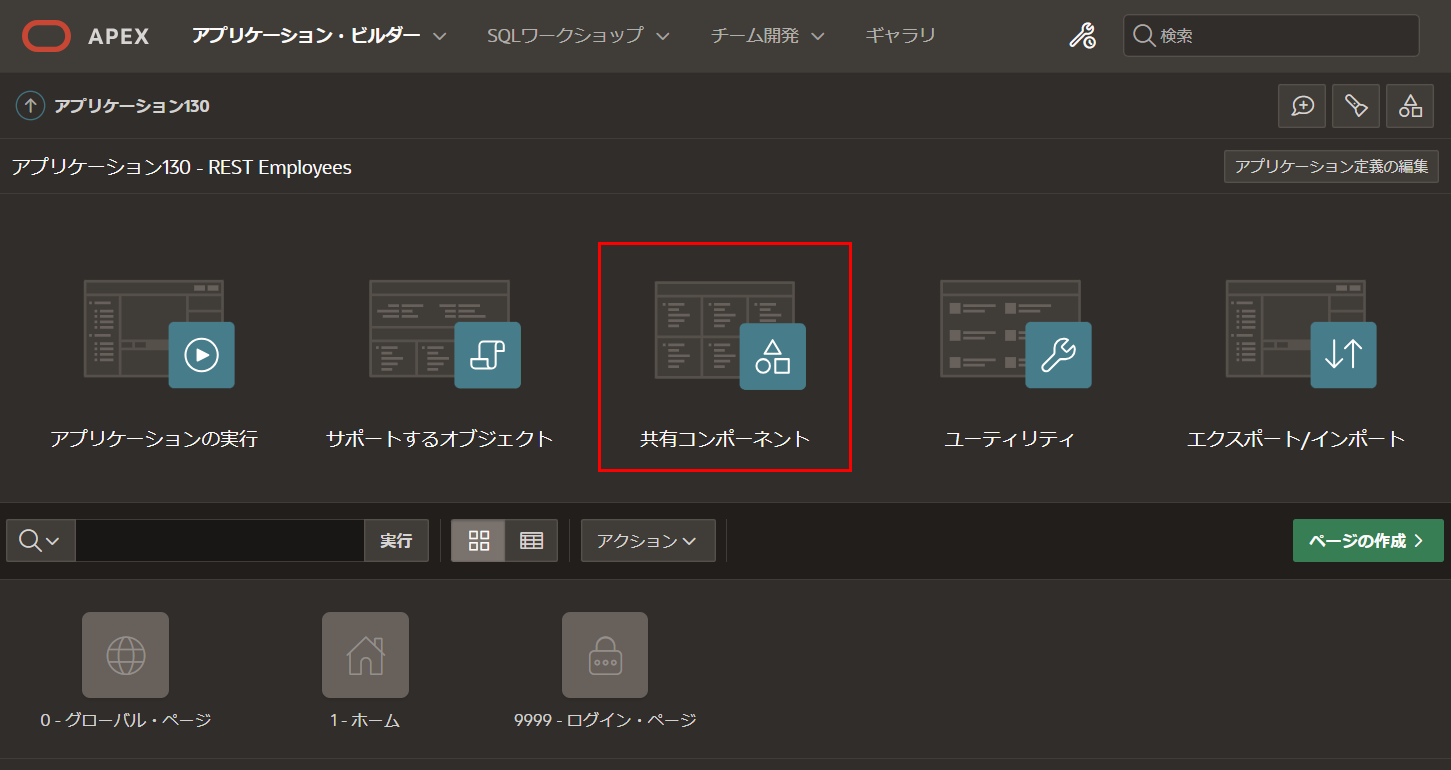 APEX アプリケーション・ビルダー SQLワークショップ チーム開発 ギャラリ 検索
アプリケーション130
アプリケーション130 - REST Employees アプリケーション定義の編集
アプリケーションの実行 サポートするオブジェクト 共有コンポーネント ユーティリティ エクスポート/インポート
実行 アクション ページの作成
0 - グローバル・ページ 1 - ホーム 9999 - ログイン・ページ